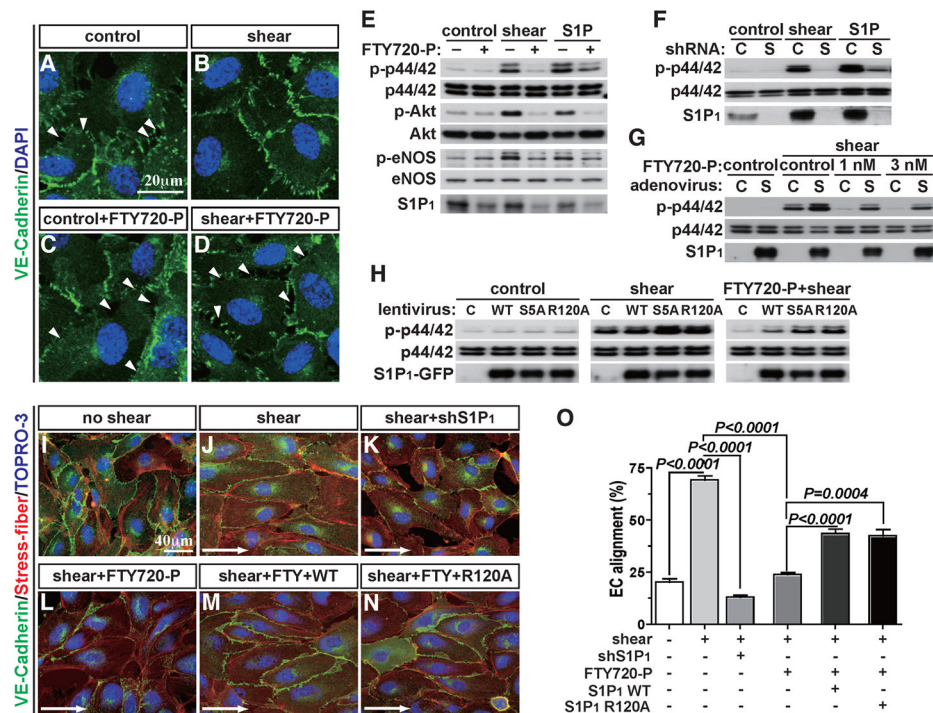 control
shear
A
B
20μm
control+FTY720-P
shear+FTY720-P
C
D
VE-Cadherin/DAPI
E
control shear S1P
FTY720-P: – + – + – +
p-p44/42
p44/42
p-Akt
Akt
p-eNOS
eNOS
S1P1
F
control shear S1P
shRNA: C S C S C S
p-p44/42
p44/42
S1P1
G
shear
FTY720-P: control control 1 nM 3 nM
adenovirus: C S C S C S C S
p-p44/42
p44/42
S1P1
H
control shear FTY720-P+shear
lentivirus: C WT S5A R120A C WT S5A R120A C WT S5A R120A
p-p44/42
p44/42
S1P1-GFP
no shear
shear
shear+shS1P1
I
J
K
40μm
shear+FTY720-P
shear+FTY+WT
shear+FTY+R120A
L
M
N
VE-Cadherin/Stress-fiber/TOPRO-3
O
P<0.0001
P<0.0001
P=0.0004
P<0.0001
EC alignment (%)
75
50
25
0
shear - + + + + +
shS1P1 - - + - - -
FTY720-P - - - + + +
S1P1 WT - - - - + -
S1P1 R120A - - - - - +